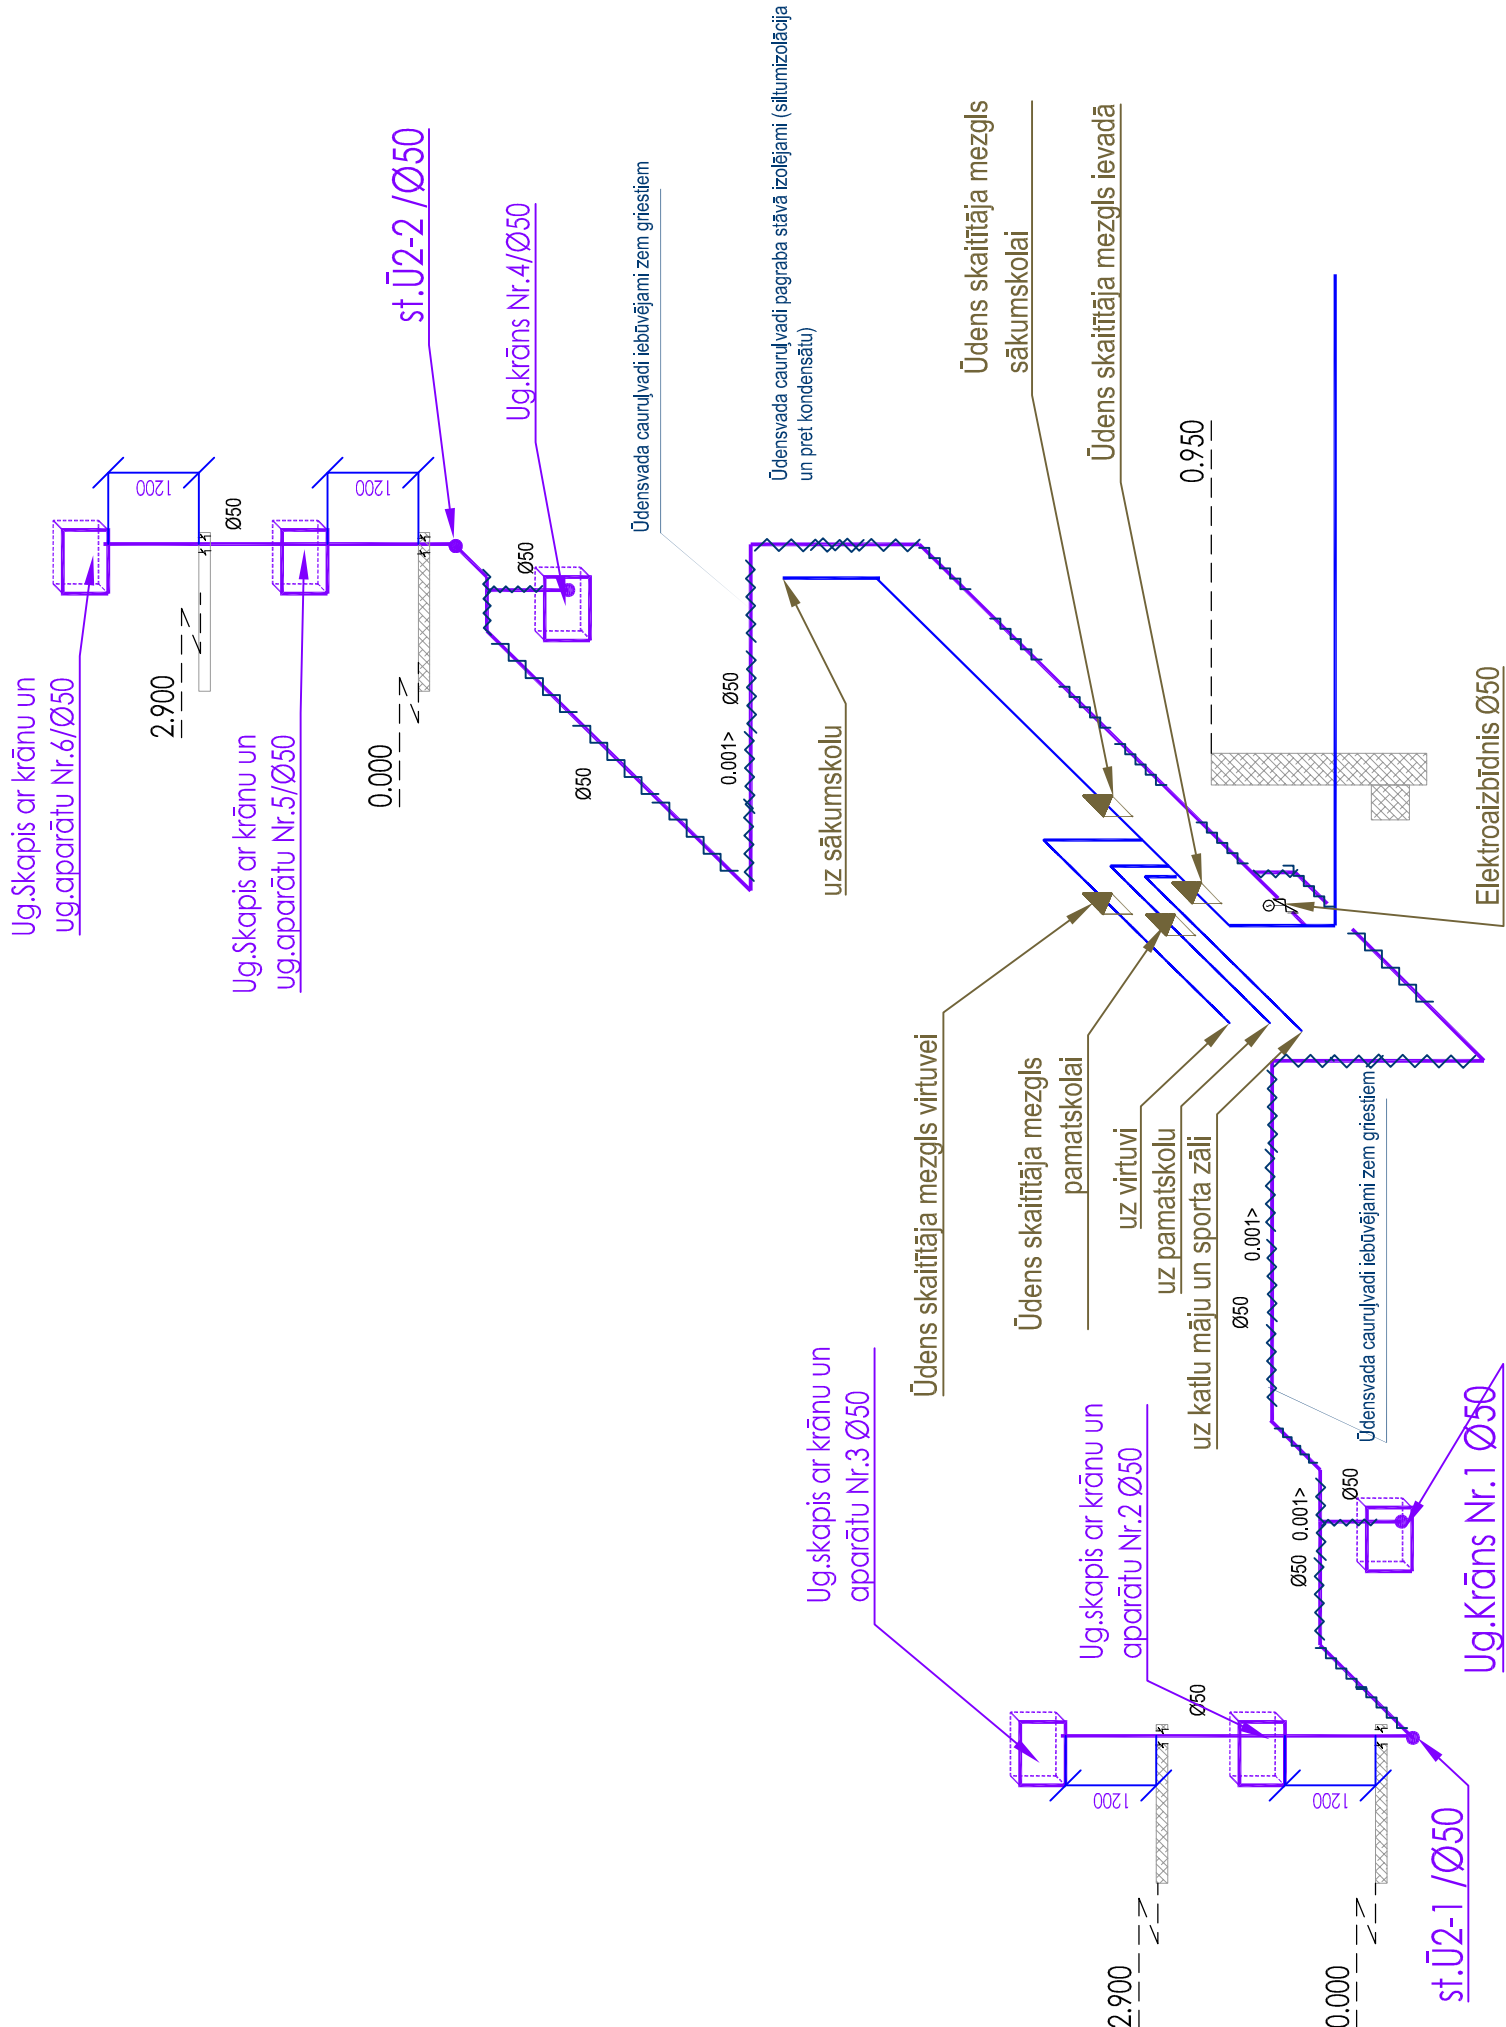 Ug.Skapis ar krānu un
ug.aparātu Nr.6/Ø50
2.900
1200
Ø50
Ug.Skapis ar krānu un
ug.aparātu Nr.5/Ø50
0.000
1200
st.Ū2-2 /Ø50
Ug.krāns Nr.4/Ø50
Ø50
Ø50
Ūdensvada cauruļvadi iebūvējami zem griestiem
0.001>
Ø50
Ūdensvada cauruļvadi pagraba stāvā izolējami (siltumizolācija
un pret kondensātu)
uz sākumskolu
Ūdens skaitītāja mezgls
sākumskolai
Ūdens skaitītāja mezgls ievadā
0.950
Elektroaizbīdnis Ø50
Ūdens skaitītāja mezgls virtuvei
Ūdens skaitītāja mezgls
pamatskolai
uz virtuvi
uz pamatskolu
uz katlu māju un sporta zāli
Ø50
0.001>
Ūdensvada cauruļvadi iebūvējami zem griestiem
Ug.skapis ar krānu un
aparātu Nr.3 Ø50
Ug.skapis ar krānu un
aparātu Nr.2 Ø50
Ø50
Ø50
0.001>
Ø50
Ug.Krāns Nr.1 Ø50
1200
1200
2.900
0.000
st.Ū2-1 /Ø50